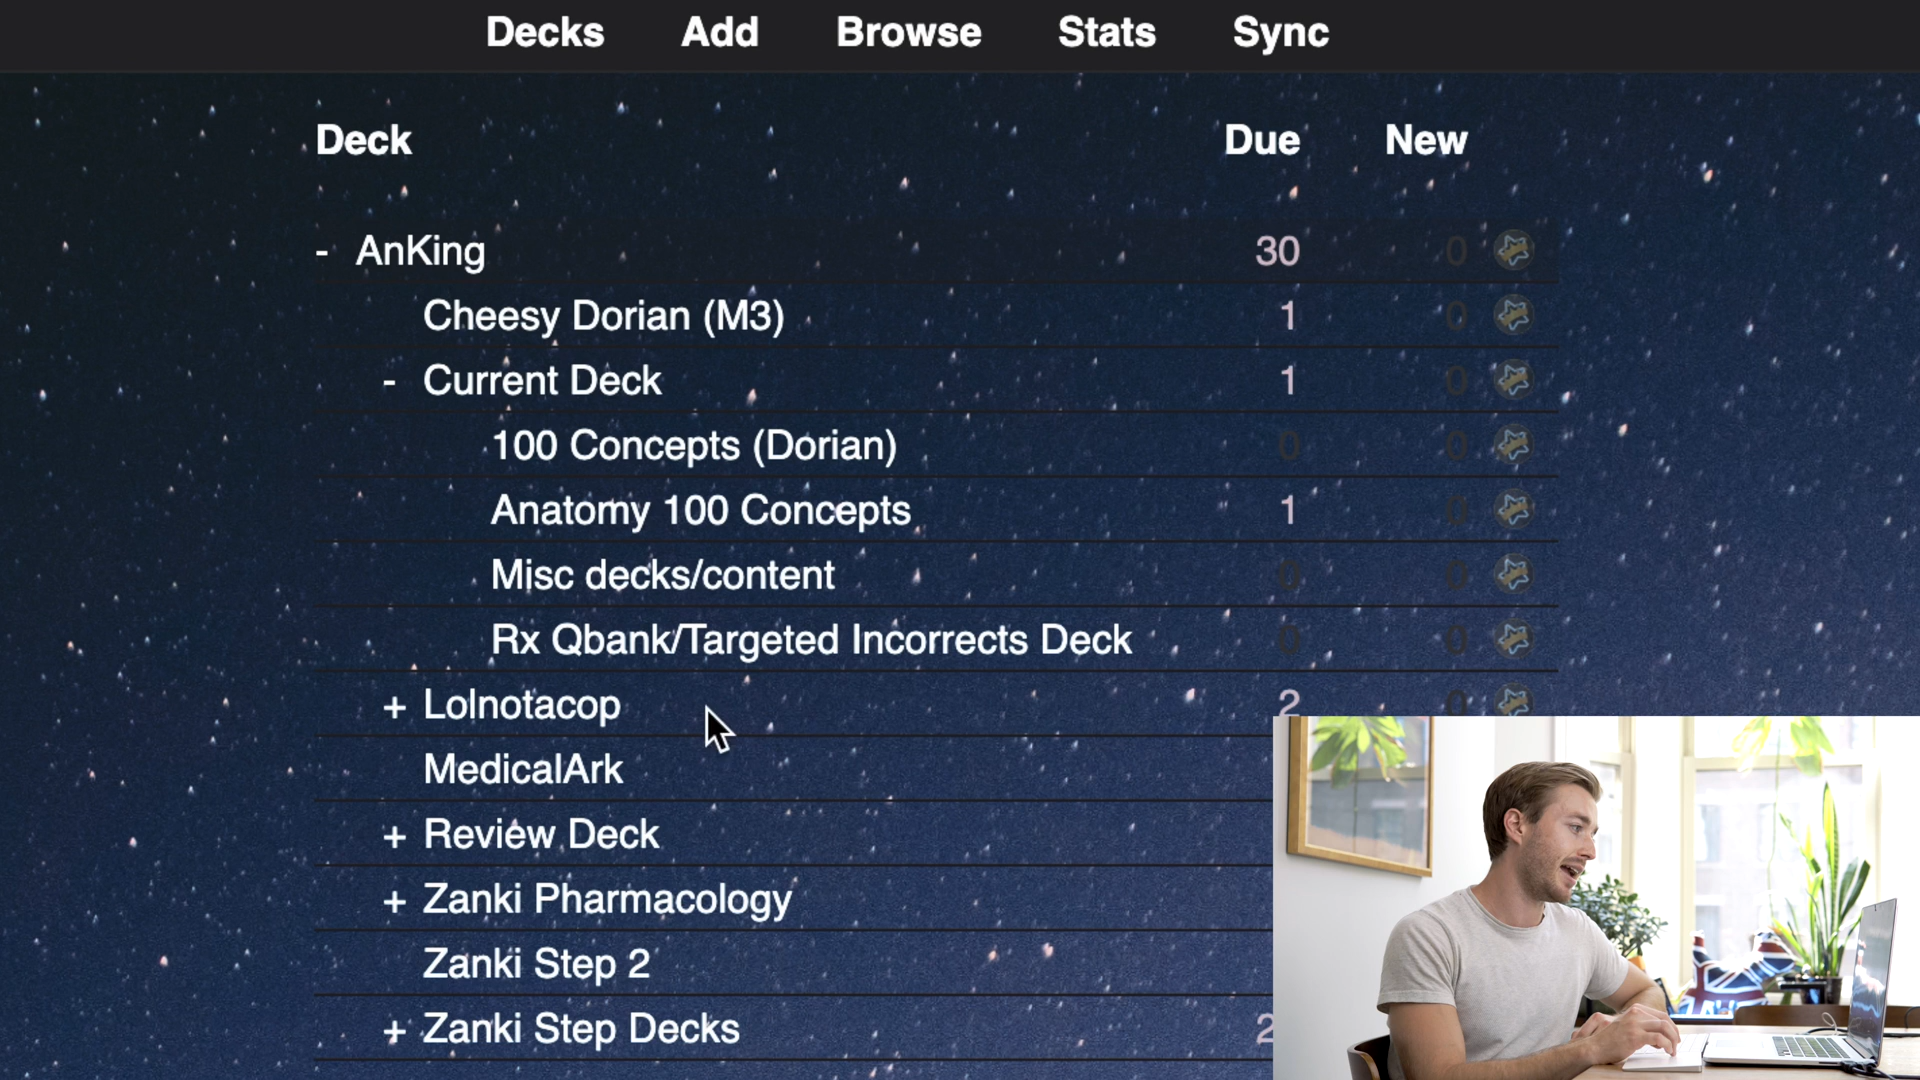 Decks Add Browse Stats Sync
Deck Due New
- AnKing 30 0
Cheesy Dorian (M3) 1 0
- Current Deck 1 0
100 Concepts (Dorian) 0 0
Anatomy 100 Concepts 1 0
Misc decks/content 0 0
Rx Qbank/Targeted Incorrects Deck 0 0
+ Lolnotacop 2 0
MedicalArk
+ Review Deck
+ Zanki Pharmacology
Zanki Step 2
+ Zanki Step Decks 2